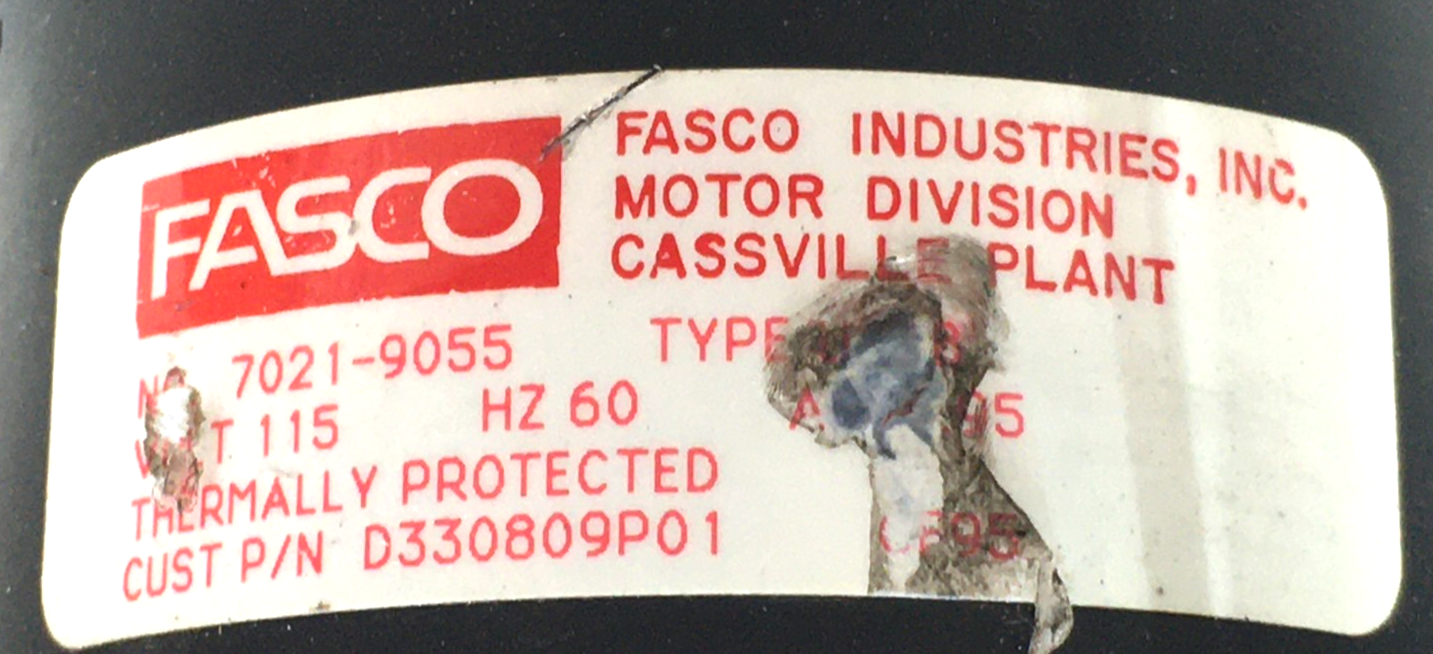 FASCO
FASCO INDUSTRIES, INC.
MOTOR DIVISION
CASSVILLE PLANT
7021-9055 TYPE
115 HZ 60
THERMALLY PROTECTED
CUST P/N D330809P01